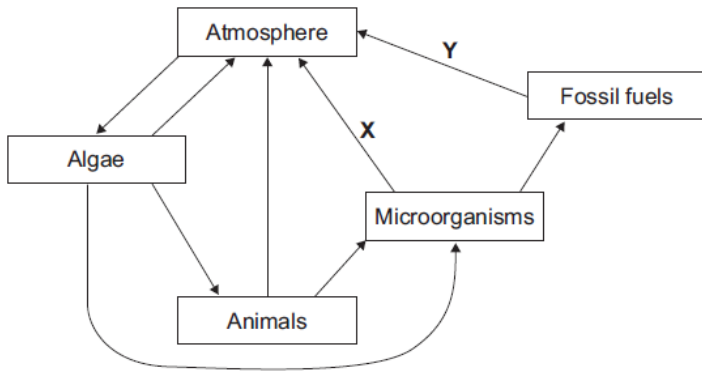 Atmosphere
Y
Fossil fuels
X
Algae
Microorganisms
Animals